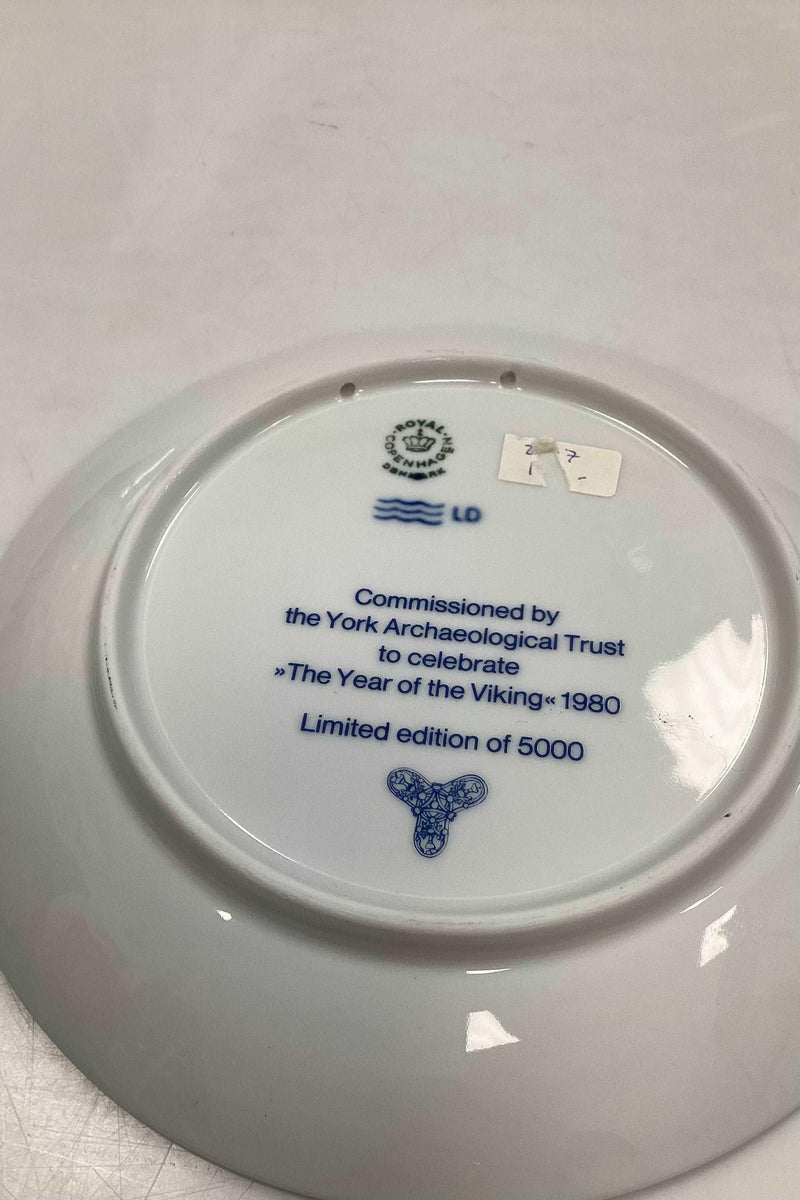 ROYAL
COPENHAGEN
DENMARK
LD
Commissioned by
the York Archaeological Trust
to celebrate
»The Year of the Viking« 1980
Limited edition of 5000
7